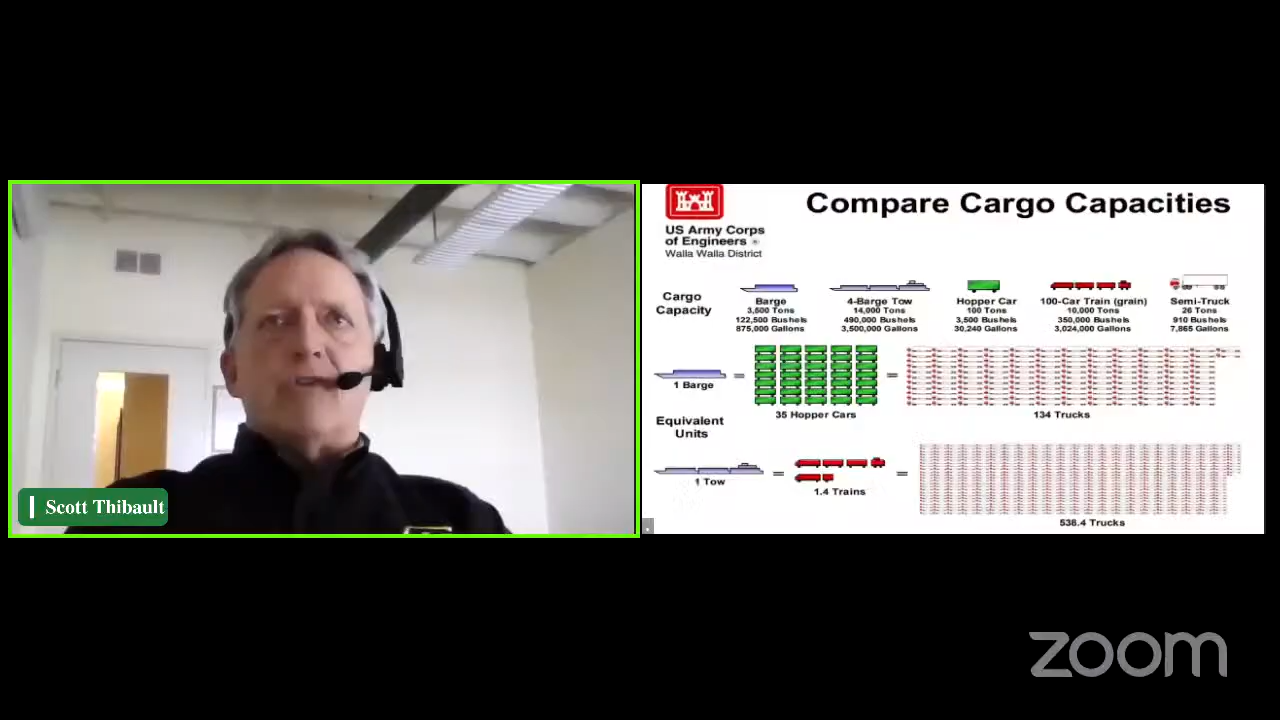 Scott Thibault
US Army Corps
of Engineers ®
Walla Walla District
Compare Cargo Capacities
Cargo
Capacity
Barge
3,500 Tons
122,500 Bushels
875,000 Gallons
4-Barge Tow
14,000 Tons
490,000 Bushels
3,500,000 Gallons
Hopper Car
100 Tons
3,500 Bushels
30,240 Gallons
100-Car Train (grain)
10,000 Tons
350,000 Bushels
3,024,000 Gallons
Semi-Truck
26 Tons
910 Bushels
7,865 Gallons
1 Barge
=
35 Hopper Cars
=
134 Trucks
Equivalent
Units
1 Tow
=
1.4 Trains
=
538.4 Trucks
zoom